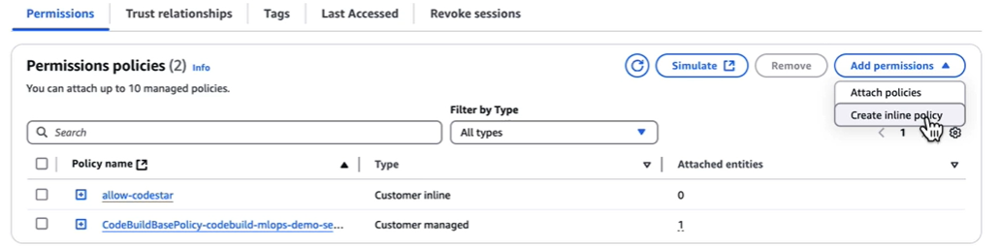 Permissions Trust relationships Tags Last Accessed Revoke sessions
Permissions policies (2) Info Simulate Remove Add permissions
You can attach up to 10 managed policies.
Attach policies
Filter by Type
Create inline policy
Search All types 1
Policy name Type Attached entities
allow-codestar Customer inline 0
CodeBuildBasePolicy-codebuild-mlops-demo-se... Customer managed 1